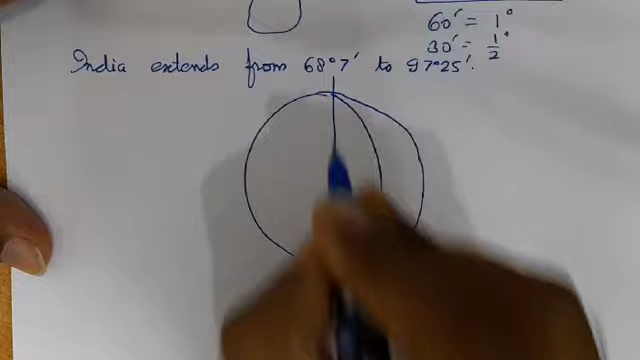 60′ = 1°
30′ = 1/2°
India extends from 68°7′ to 97°25′.